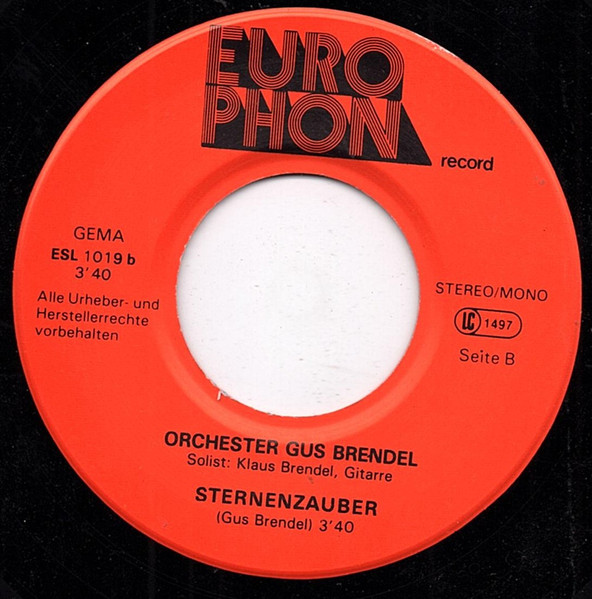 EURO
PHON
record
GEMA
ESL 1019 b
3'40
Alle Urheber- und
Herstellerrechte
vorbehalten
STEREO/MONO
LC 1497
Seite B
ORCHESTER GUS BRENDEL
Solist: Klaus Brendel, Gitarre
STERNENZAUBER
(Gus Brendel) 3'40